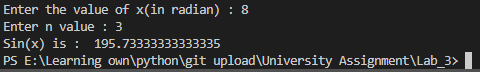 Enter the value of x(in radian) : 8
Enter n value : 3
Sin(x) is :  195.73333333333335
PS E:\Learning own\python\git upload\University Assignment\Lab_3>